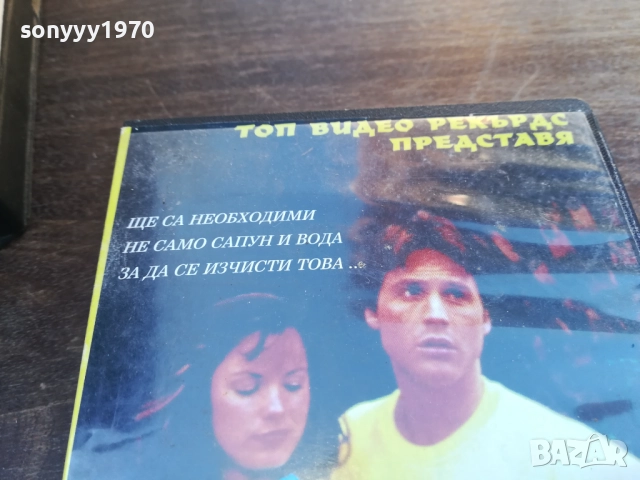 sonyyy1970
ТОП ВИДЕО РЕКЪРДС
ПРЕДСТАВЯ
ЩЕ СА НЕОБХОДИМИ
НЕ САМО САПУН И ВОДА
ЗА ДА СЕ ИЗЧИСТИ ТОВА ...
BAZAR